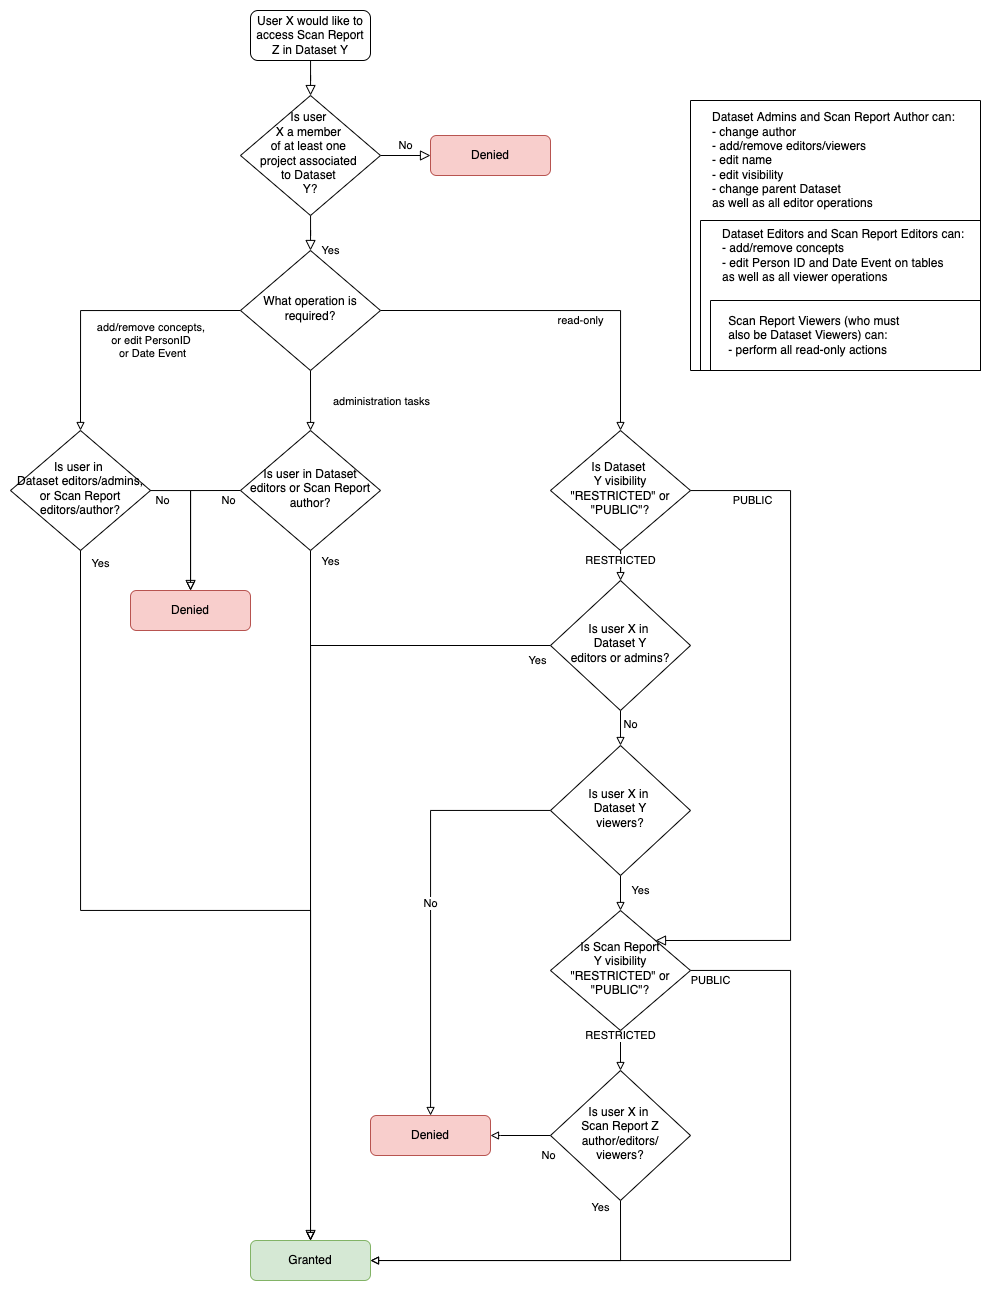 User X would like to
access Scan Report
Z in Dataset Y
Is user
X a member
of at least one
project associated
to Dataset
Y?
No
Denied
Yes
Dataset Admins and Scan Report Author can:
- change author
- add/remove editors/viewers
- edit name
- edit visibility
- change parent Dataset
as well as all editor operations
Dataset Editors and Scan Report Editors can:
- add/remove concepts
- edit Person ID and Date Event on tables
as well as all viewer operations
Scan Report Viewers (who must
also be Dataset Viewers) can:
- perform all read-only actions
What operation is
required?
add/remove concepts,
or edit PersonID
or Date Event
read-only
administration tasks
Is user in
Dataset editors/admins,
or Scan Report
editors/author?
No
Yes
Is user in Dataset
editors or Scan Report
author?
No
Yes
Denied
Is Dataset
Y visibility
"RESTRICTED" or
"PUBLIC"?
PUBLIC
RESTRICTED
Is user X in
Dataset Y
editors or admins?
Yes
No
Is user X in
Dataset Y
viewers?
No
Yes
Is Scan Report
Y visibility
"RESTRICTED" or
"PUBLIC"?
PUBLIC
RESTRICTED
Is user X in
Scan Report Z
author/editors/
viewers?
Denied
No
Yes
Granted